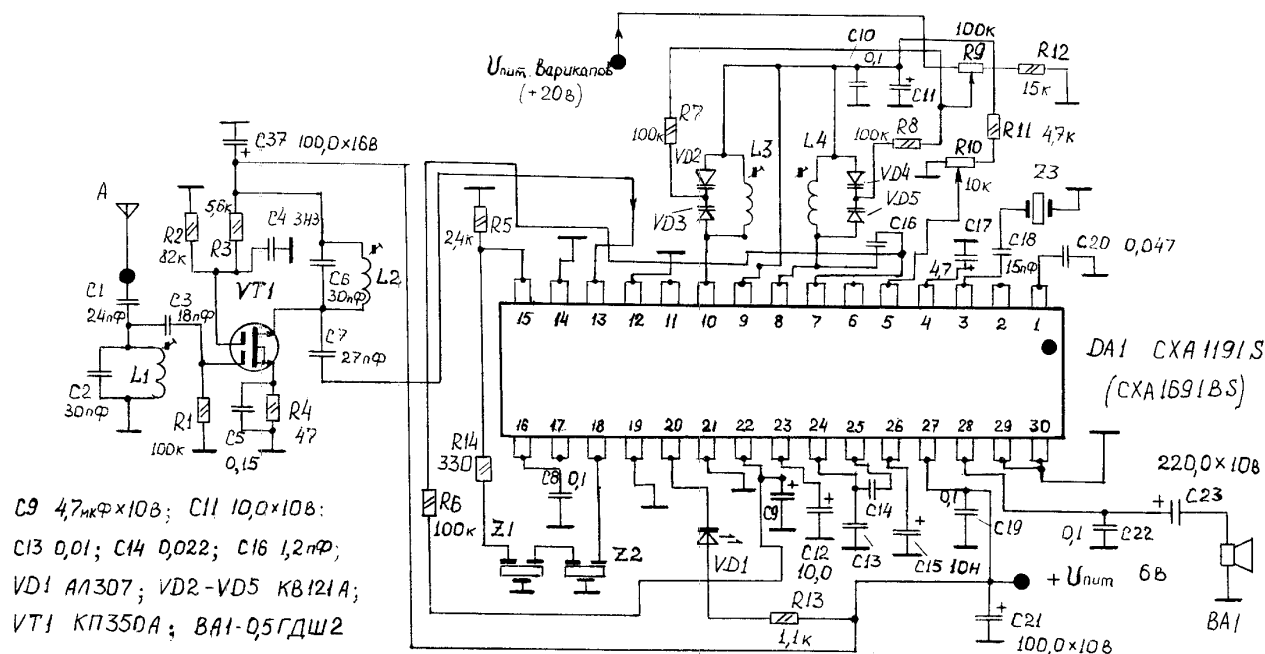 Uпит. варикапов
(+20в)
C10
0,1
C11
100к
R9
R12
15к
R7
100к
VD2
VD3
L3
L4
100к
R8
VD4
VD5
R10
10к
R11 4,7к
Z3
C16
C17
4,7
C18
15пФ
C20 0,047
C37 100,0×16В
A
R2
82к
5,6к
R3
C4 3Н3
C6
30пФ
L2
VT1
C1
24пФ
C3
18пФ
C7
27пФ
C2
30пФ
L1
R1
100к
C5
0,15
R4
47
R5
2,4к
15 14 13 12 11 10 9 8 7 6 5 4 3 2 1
DA1 CXA1191S
(CXA1691BS)
16 17 18 19 20 21 22 23 24 25 26 27 28 29 30
R14
330
R6
100к
C8
0,1
Z1
Z2
VD1
C9
C12
10,0
C13
C14
C15 10Н
0,1
C19
0,1
C22
220,0×10В
C23
+ Uпит 6В
R13
1,1к
C21
100,0×10В
BA1
C9 4,7мкФ×10В; C11 10,0×10В:
C13 0,01; C14 0,022; C16 1,2пФ;
VD1 АЛ307; VD2-VD5 КВ121А;
VT1 КП350А; BA1-0,5ГДШ2